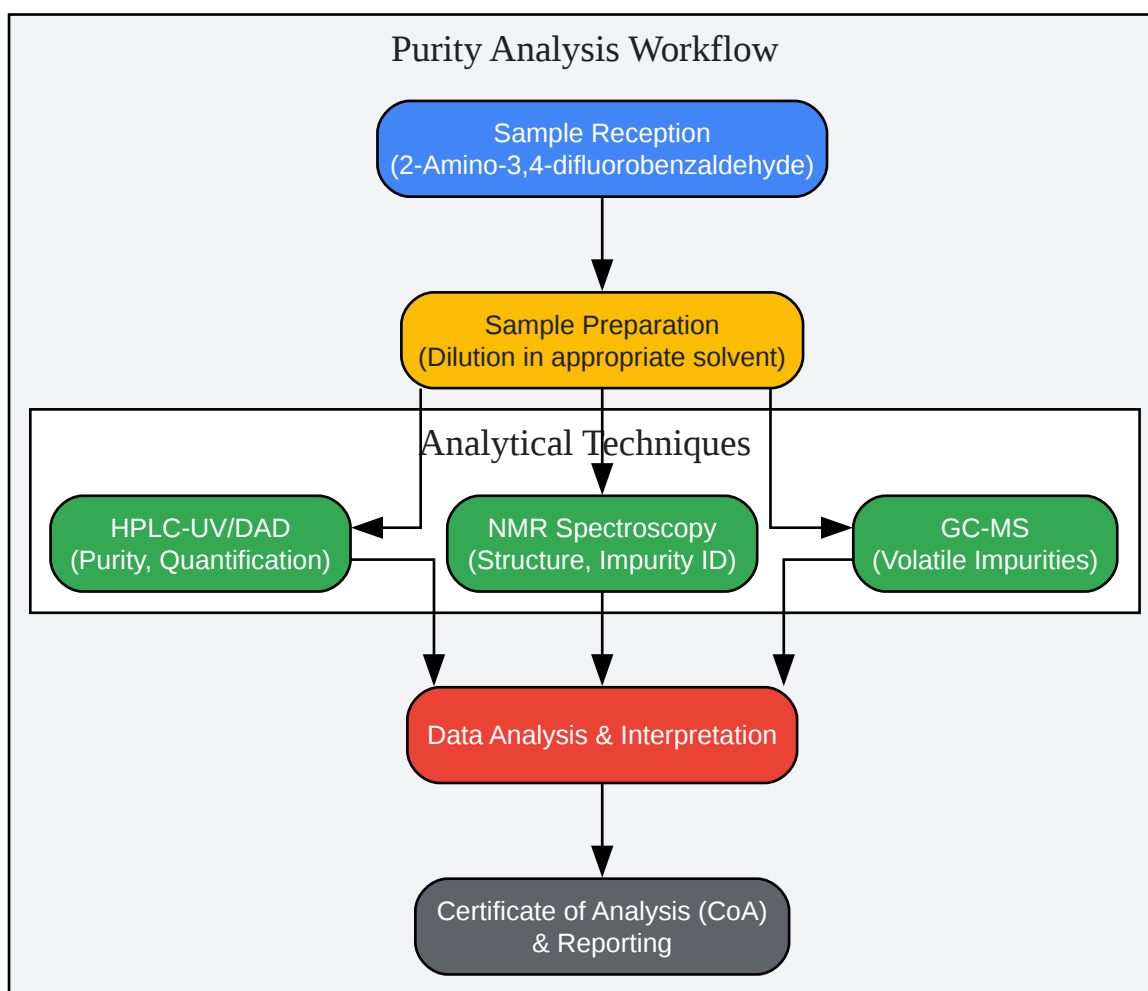 Purity Analysis Workflow
Sample Reception
(2-Amino-3,4-difluorobenzaldehyde)
Sample Preparation
(Dilution in appropriate solvent)
Analytical Techniques
HPLC-UV/DAD
(Purity, Quantification)
NMR Spectroscopy
(Structure, Impurity ID)
GC-MS
(Volatile Impurities)
Data Analysis & Interpretation
Certificate of Analysis (CoA)
& Reporting